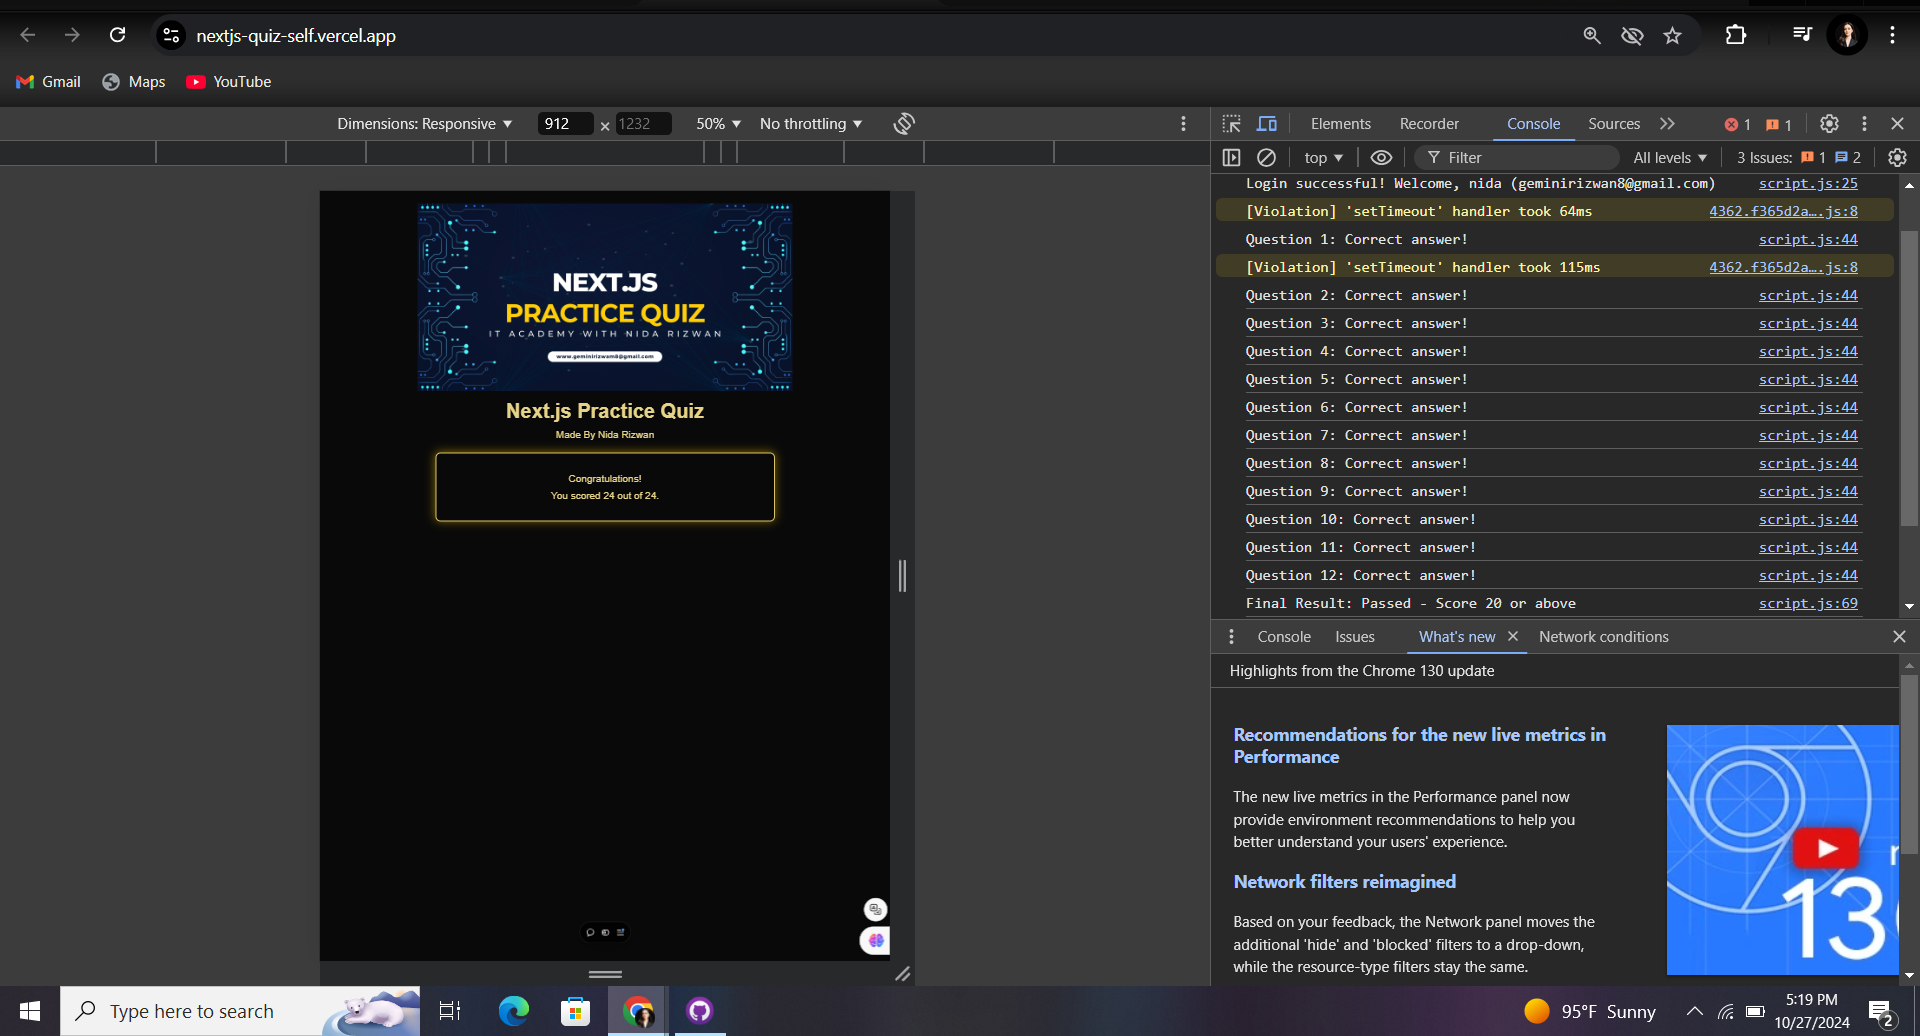 nextjs-quiz-self.vercel.app
Gmail
Maps
YouTube
Dimensions: Responsive
912
×
1232
50%
No throttling
Elements
Recorder
Console
Sources
1
1
top
Filter
All levels
3 Issues:
1
2
Login successful! Welcome, nida (geminirizwan8@gmail.com)
script.js:25
[Violation] 'setTimeout' handler took 64ms
4362.f365d2a….js:8
Question 1: Correct answer!
script.js:44
[Violation] 'setTimeout' handler took 115ms
4362.f365d2a….js:8
Question 2: Correct answer!
script.js:44
Question 3: Correct answer!
script.js:44
Question 4: Correct answer!
script.js:44
Question 5: Correct answer!
script.js:44
Question 6: Correct answer!
script.js:44
Question 7: Correct answer!
script.js:44
Question 8: Correct answer!
script.js:44
Question 9: Correct answer!
script.js:44
Question 10: Correct answer!
script.js:44
Question 11: Correct answer!
script.js:44
Question 12: Correct answer!
script.js:44
Final Result: Passed - Score 20 or above
script.js:69
NEXT.JS
PRACTICE QUIZ
IT ACADEMY WITH NIDA RIZWAN
www.geminirizwam8@gmail.com
Next.js Practice Quiz
Made By Nida Rizwan
Congratulations!
You scored 24 out of 24.
Console
Issues
What's new
Network conditions
Highlights from the Chrome 130 update
Recommendations for the new live metrics in
Performance
The new live metrics in the Performance panel now
provide environment recommendations to help you
better understand your users' experience.
Network filters reimagined
Based on your feedback, the Network panel moves the
additional 'hide' and 'blocked' filters to a drop-down,
while the resource-type filters stay the same.
Type here to search
95°F Sunny
5:19 PM
10/27/2024
2